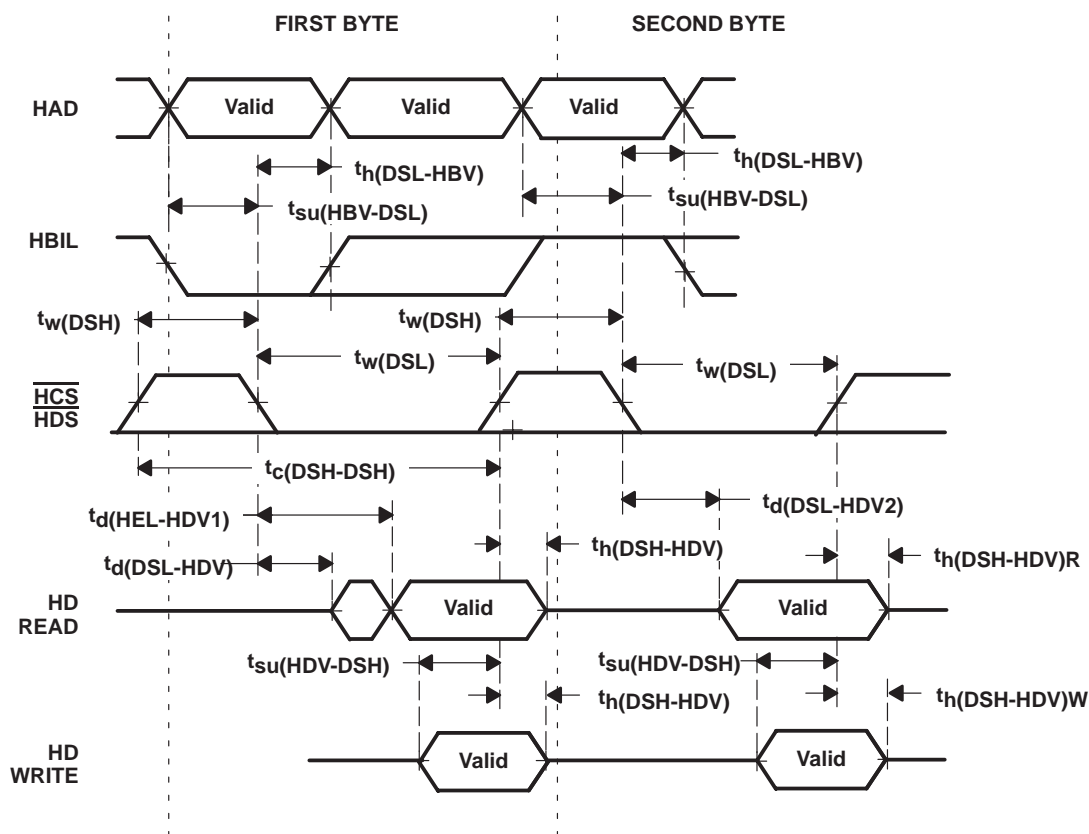 FIRST BYTE
SECOND BYTE
HAD
Valid
Valid
Valid
th(DSL-HBV)
th(DSL-HBV)
tsu(HBV-DSL)
tsu(HBV-DSL)
HBIL
tw(DSH)
tw(DSH)
tw(DSL)
tw(DSL)
HCS
HDS
tc(DSH-DSH)
td(HEL-HDV1)
td(DSL-HDV2)
th(DSH-HDV)
th(DSH-HDV)R
td(DSL-HDV)
HD
READ
Valid
Valid
tsu(HDV-DSH)
tsu(HDV-DSH)
th(DSH-HDV)
th(DSH-HDV)W
HD
WRITE
Valid
Valid